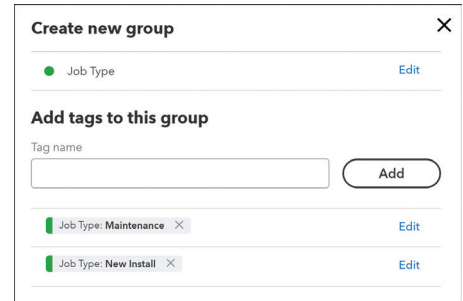 Create new group
Job Type Edit
Add tags to this group
Tag name
Add
Job Type: Maintenance Edit
Job Type: New Install Edit